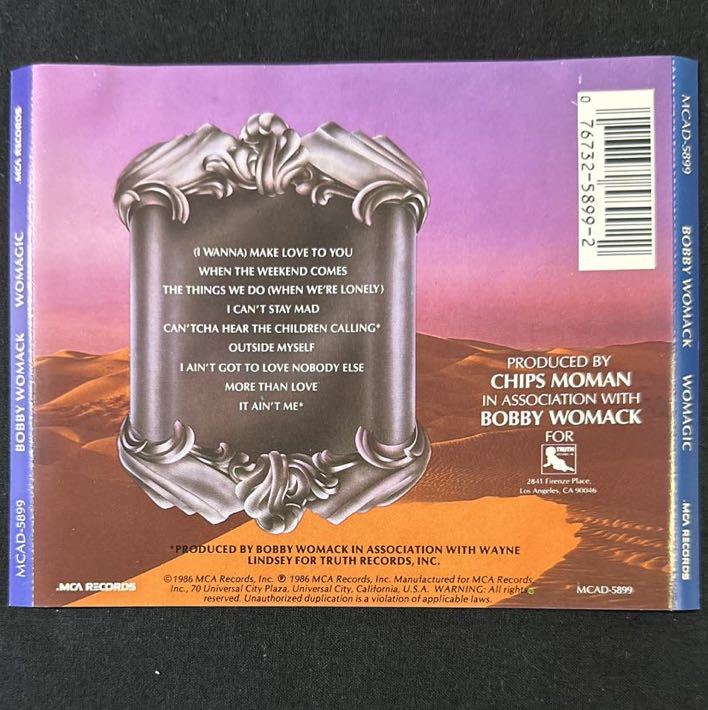 .MCA RECORDS
BOBBY WOMACK WOMAGIC
MCAD-5899
0 76732-5899-2
(I WANNA) MAKE LOVE TO YOU
WHEN THE WEEKEND COMES
THE THINGS WE DO (WHEN WE'RE LONELY)
I CAN'T STAY MAD
CAN'TCHA HEAR THE CHILDREN CALLING*
OUTSIDE MYSELF
I AIN'T GOT TO LOVE NOBODY ELSE
MORE THAN LOVE
IT AIN'T ME*
PRODUCED BY
CHIPS MOMAN
IN ASSOCIATION WITH
BOBBY WOMACK
FOR
TRUTH
2841 Firenze Place,
Los Angeles, CA 90046
*PRODUCED BY BOBBY WOMACK IN ASSOCIATION WITH WAYNE
LINDSEY FOR TRUTH RECORDS, INC.
.MCA RECORDS
© 1986 MCA Records, Inc. ℗ 1986 MCA Records, Inc. Manufactured for MCA Records,
Inc., 70 Universal City Plaza, Universal City, California, U.S.A. WARNING: All rights
reserved. Unauthorized duplication is a violation of applicable laws.
MCAD-5899
MCAD-5899
BOBBY WOMACK WOMAGIC
.MCA RECORDS